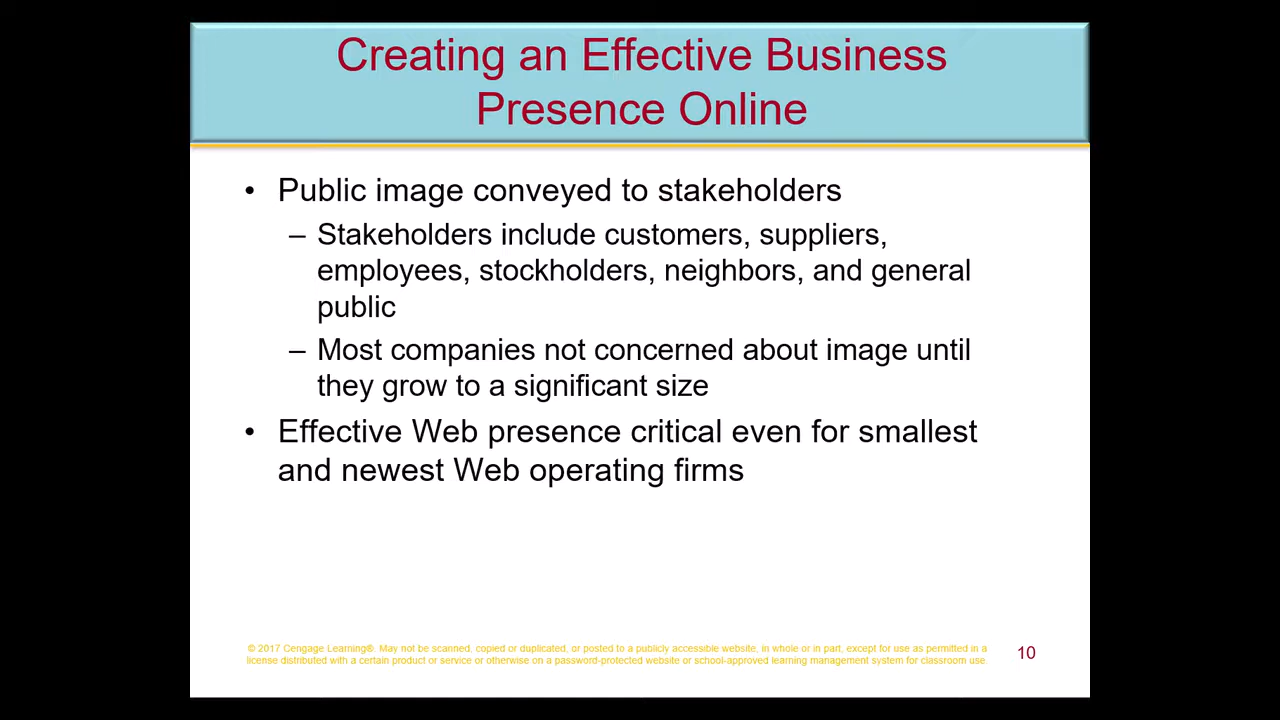 Creating an Effective Business
Presence Online
• Public image conveyed to stakeholders
– Stakeholders include customers, suppliers,
employees, stockholders, neighbors, and general
public
– Most companies not concerned about image until
they grow to a significant size
• Effective Web presence critical even for smallest
and newest Web operating firms
© 2017 Cengage Learning®. May not be scanned, copied or duplicated, or posted to a publicly accessible website, in whole or in part, except for use as permitted in a
license distributed with a certain product or service or otherwise on a password-protected website or school-approved learning management system for classroom use.
10